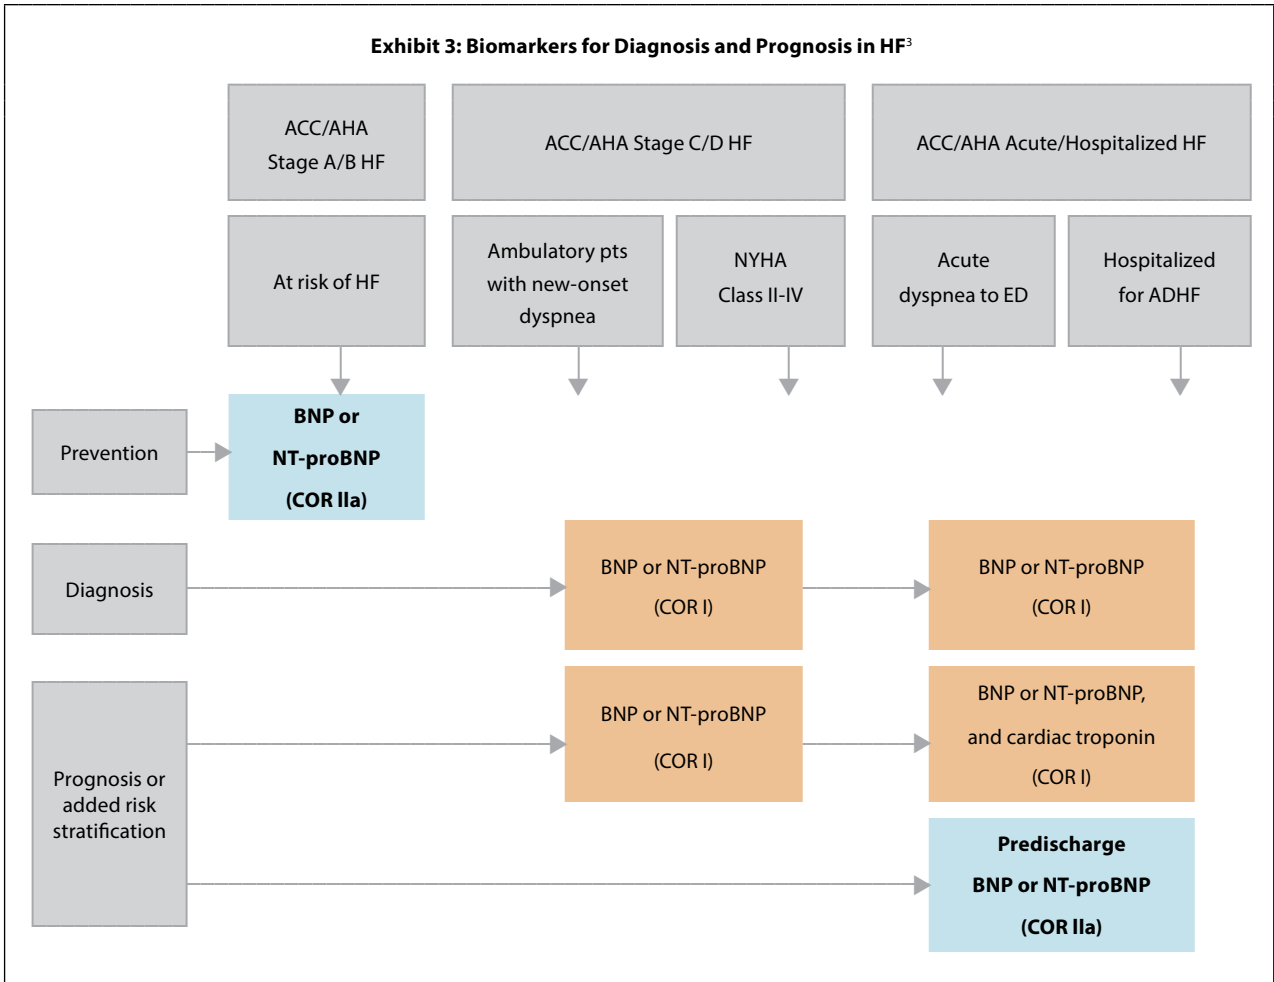 Exhibit 3: Biomarkers for Diagnosis and Prognosis in HF³
ACC/AHA
Stage A/B HF
ACC/AHA Stage C/D HF
ACC/AHA Acute/Hospitalized HF
At risk of HF
Ambulatory pts
with new-onset
dyspnea
NYHA
Class II-IV
Acute
dyspnea to ED
Hospitalized
for ADHF
Prevention
BNP or
NT-proBNP
(COR lla)
Diagnosis
BNP or NT-proBNP
(COR I)
BNP or NT-proBNP
(COR I)
Prognosis or
added risk
stratification
BNP or NT-proBNP
(COR I)
BNP or NT-proBNP,
and cardiac troponin
(COR I)
Predischarge
BNP or NT-proBNP
(COR lla)